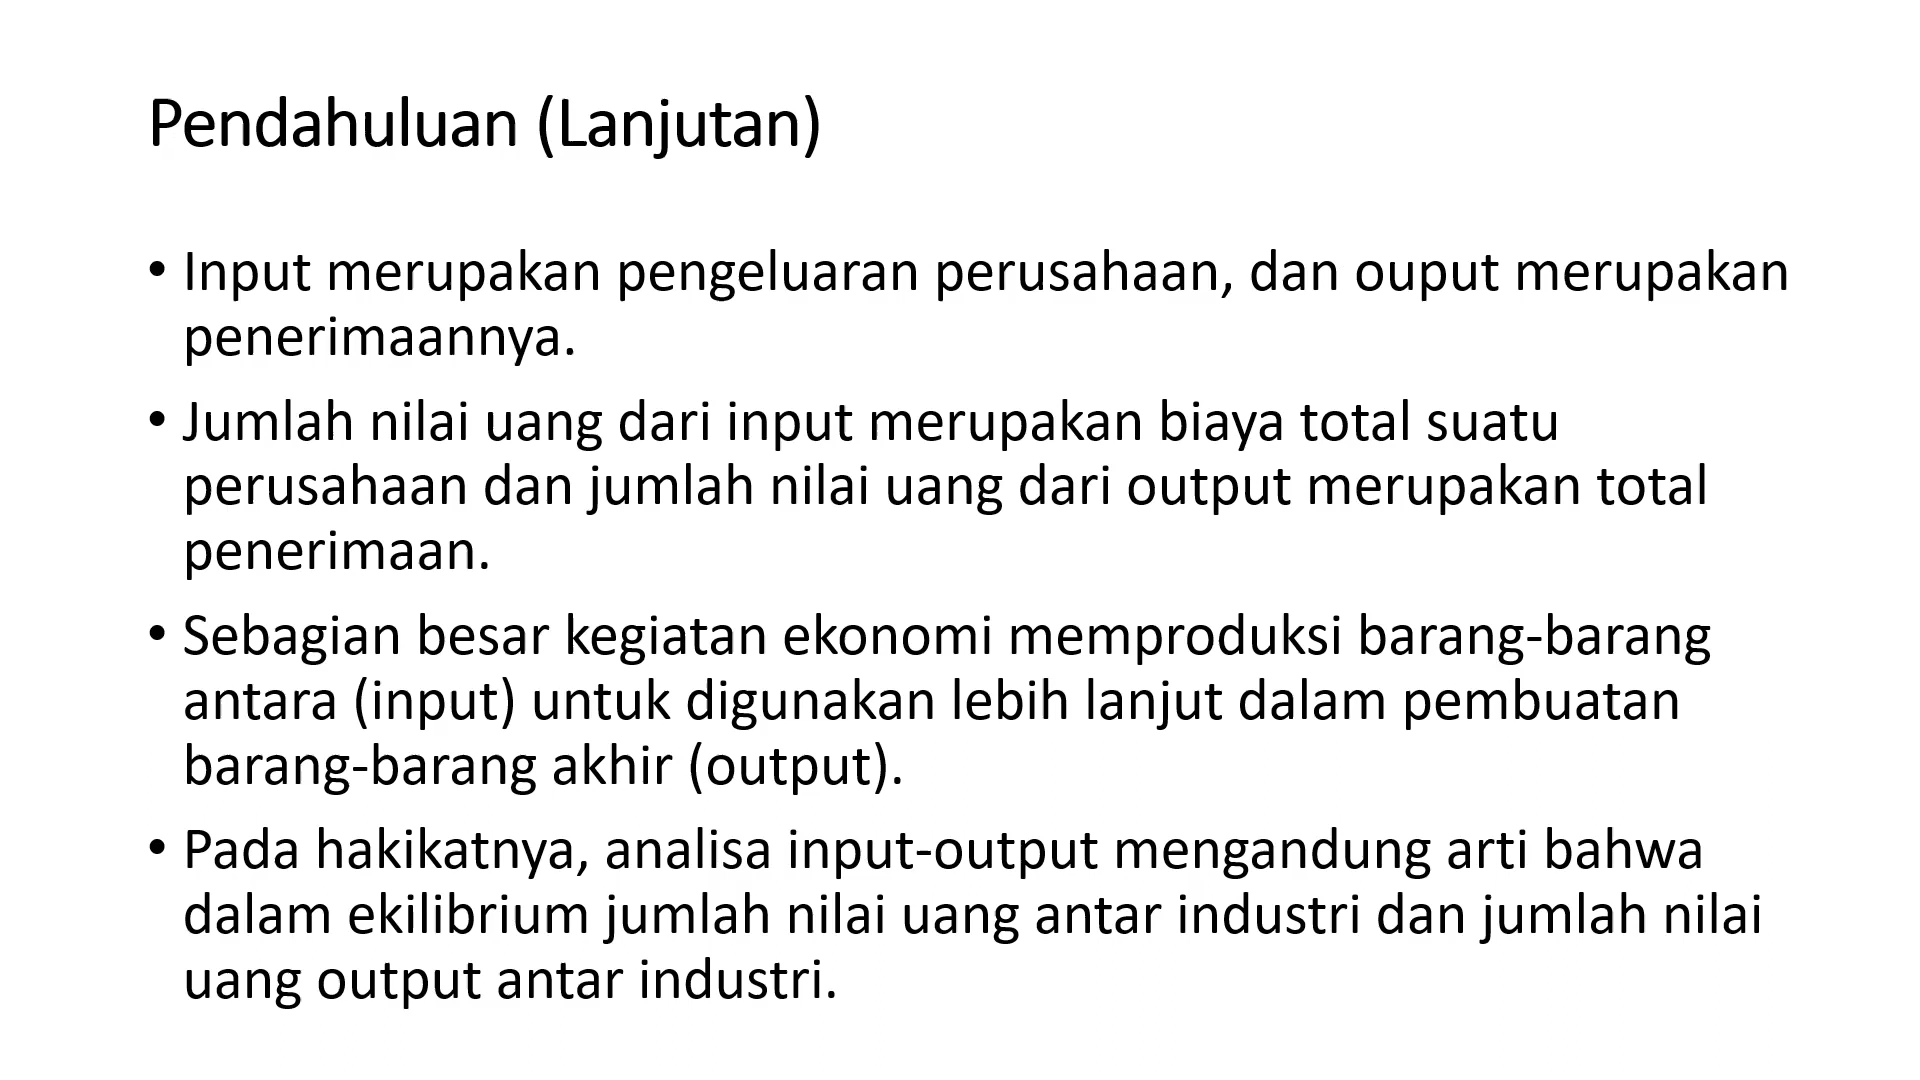 Pendahuluan (Lanjutan)
• Input merupakan pengeluaran perusahaan, dan ouput merupakan
penerimaannya.
• Jumlah nilai uang dari input merupakan biaya total suatu
perusahaan dan jumlah nilai uang dari output merupakan total
penerimaan.
• Sebagian besar kegiatan ekonomi memproduksi barang-barang
antara (input) untuk digunakan lebih lanjut dalam pembuatan
barang-barang akhir (output).
• Pada hakikatnya, analisa input-output mengandung arti bahwa
dalam ekilibrium jumlah nilai uang antar industri dan jumlah nilai
uang output antar industri.